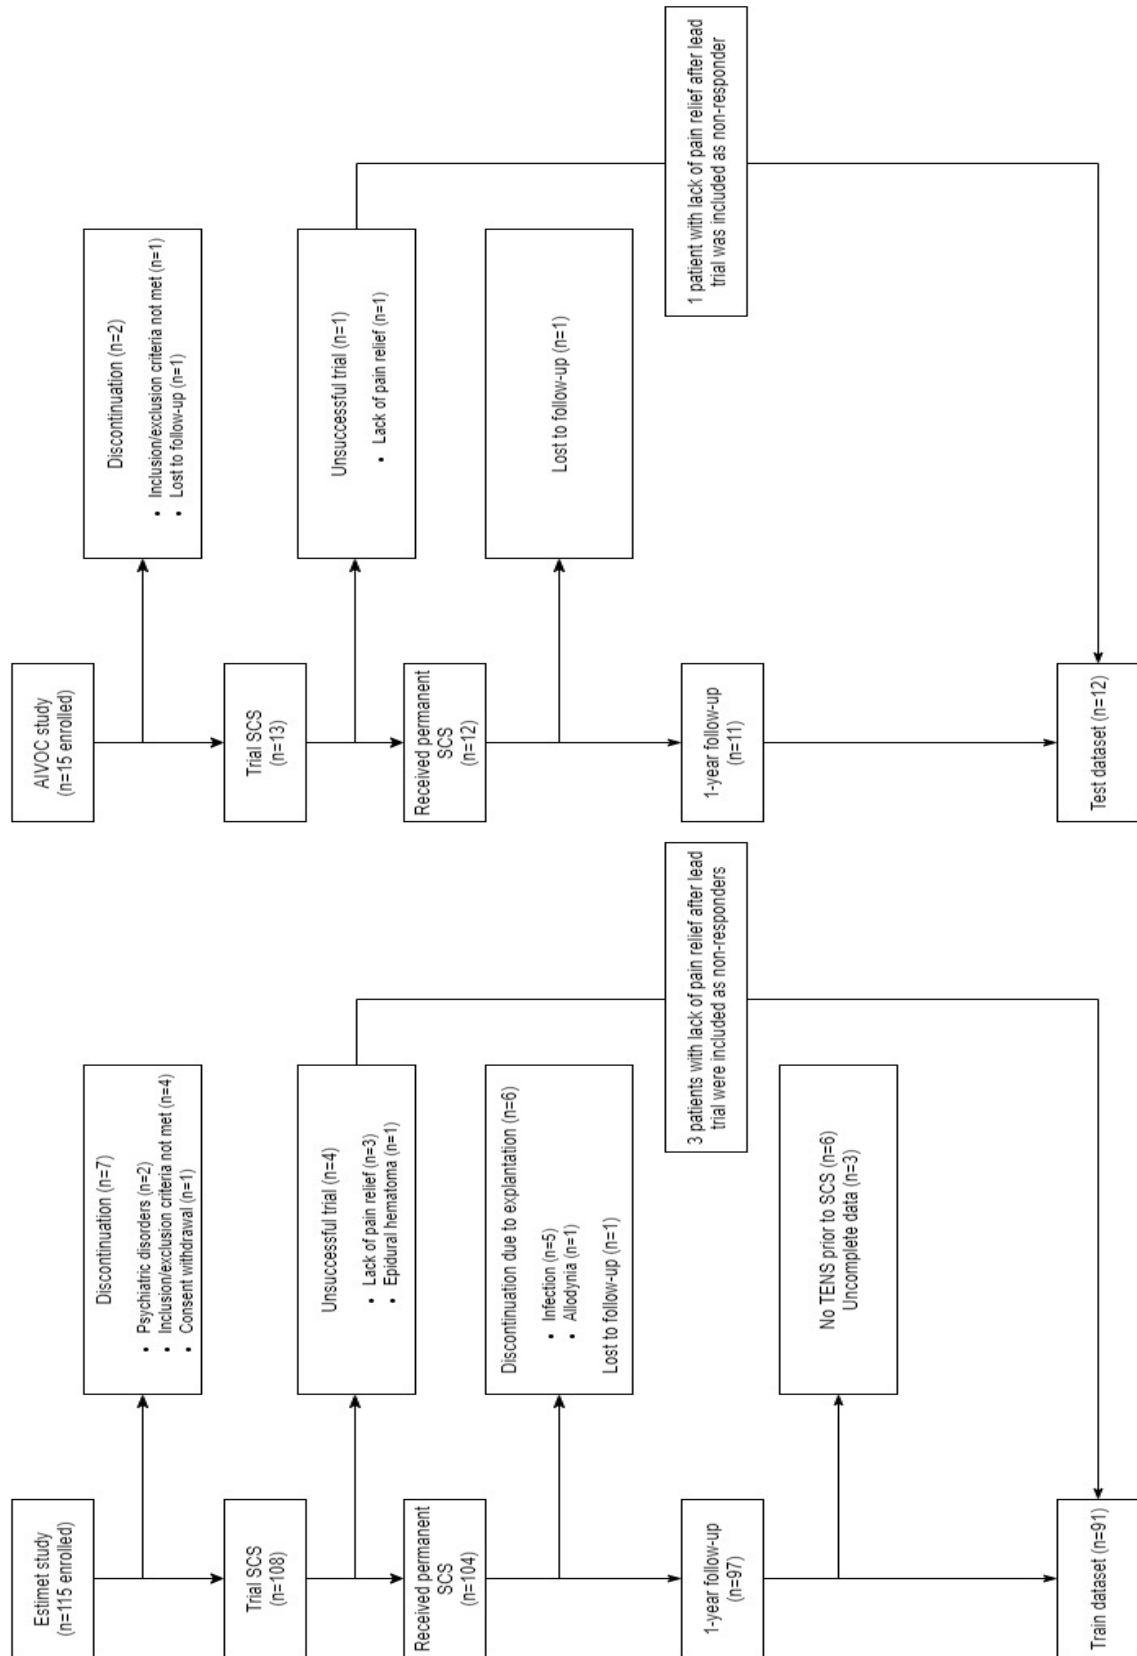 Estimet study
(n=115 enrolled)
Discontinuation (n=7)
• Psychiatric disorders (n=2)
• Inclusion/exclusion criteria not met (n=4)
• Consent withdrawal (n=1)
Trial SCS
(n=108)
Unsuccessful trial (n=4)
• Lack of pain relief (n=3)
• Epidural hematoma (n=1)
Received permanent
SCS
(n=104)
Discontinuation due to explantation (n=6)
• Infection (n=5)
• Allodynia (n=1)
Lost to follow-up (n=1)
3 patients with lack of pain relief after lead
trial were included as non-responders
1-year follow-up
(n=97)
No TENS prior to SCS (n=6)
Uncomplete data (n=3)
Train dataset (n=91)
AIVOC study
(n=15 enrolled)
Discontinuation (n=2)
• Inclusion/exclusion criteria not met (n=1)
• Lost to follow-up (n=1)
Trial SCS
(n=13)
Unsuccessful trial (n=1)
• Lack of pain relief (n=1)
Received permanent
SCS
(n=12)
Lost to follow-up (n=1)
1 patient with lack of pain relief after lead
trial was included as non-responder
1-year follow-up
(n=11)
Test dataset (n=12)